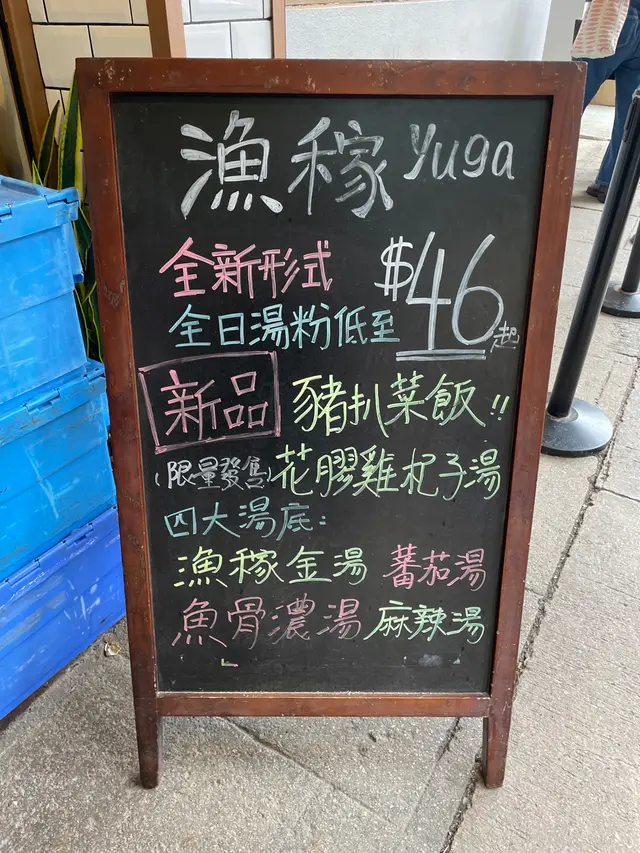 漁稼 yuga
全新形式 $46起
全日湯粉低至
新品 豬扒菜飯!!
(限量發售)花膠雞杞子湯
四大湯底:
漁稼金湯 蕃茄湯
魚骨濃湯 麻辣湯